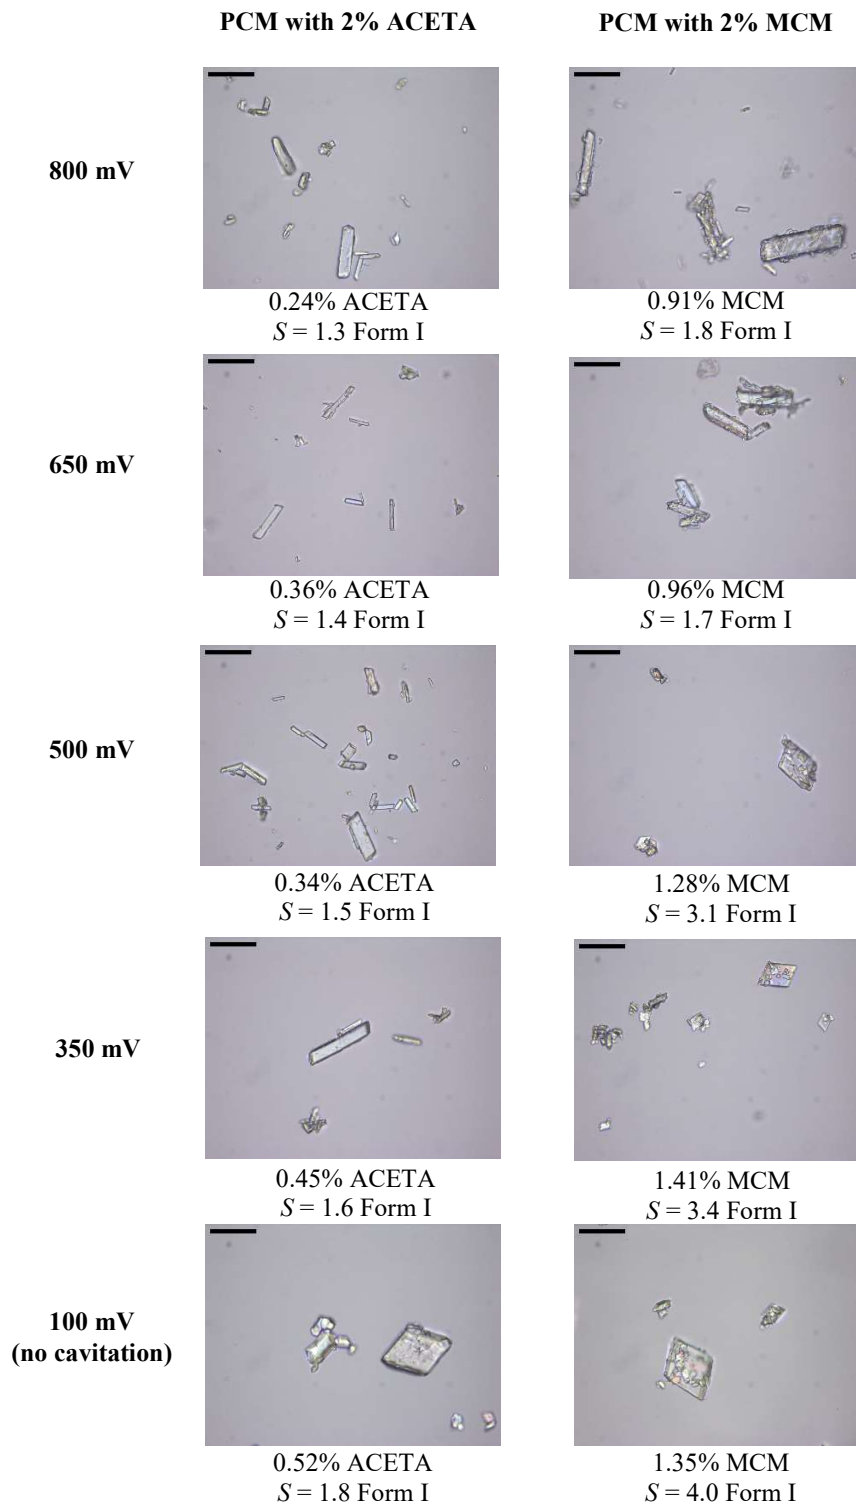 PCM with 2% ACETA
PCM with 2% MCM
800 mV
0.24% ACETA
S = 1.3 Form I
0.91% MCM
S = 1.8 Form I
650 mV
0.36% ACETA
S = 1.4 Form I
0.96% MCM
S = 1.7 Form I
500 mV
0.34% ACETA
S = 1.5 Form I
1.28% MCM
S = 3.1 Form I
350 mV
0.45% ACETA
S = 1.6 Form I
1.41% MCM
S = 3.4 Form I
100 mV
(no cavitation)
0.52% ACETA
S = 1.8 Form I
1.35% MCM
S = 4.0 Form I